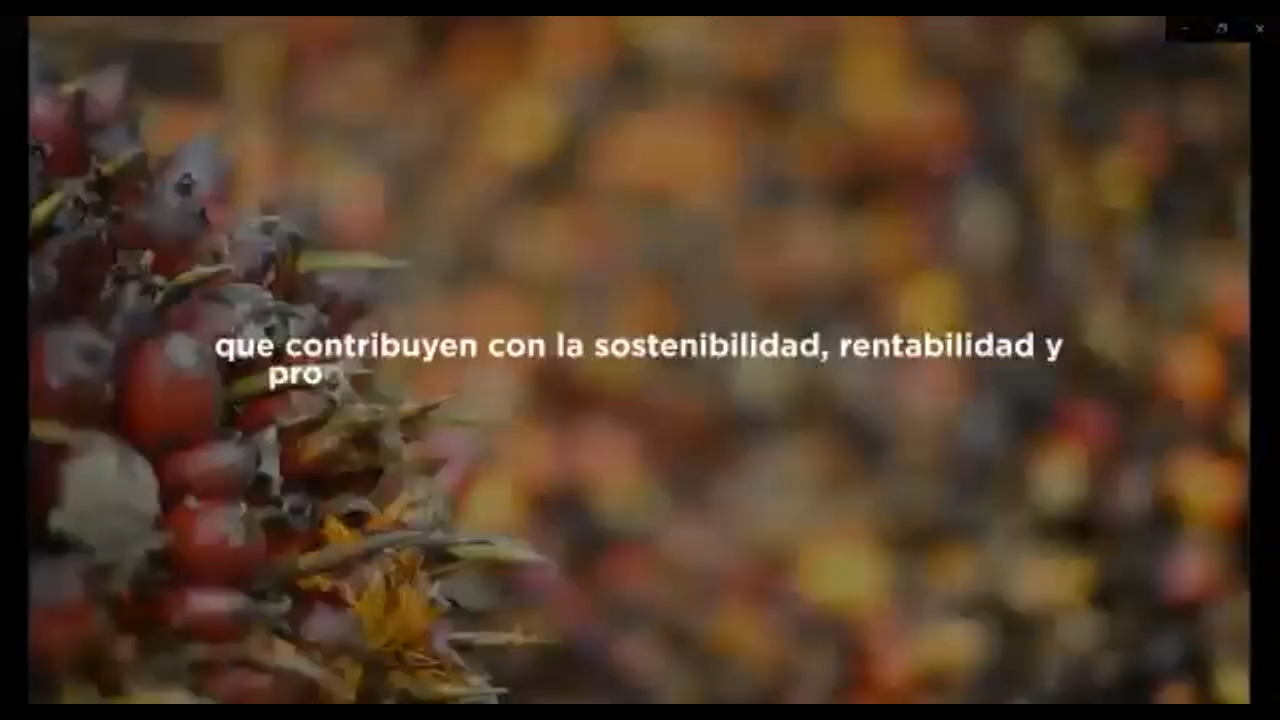 que contribuyen con la sostenibilidad, rentabilidad y
pro